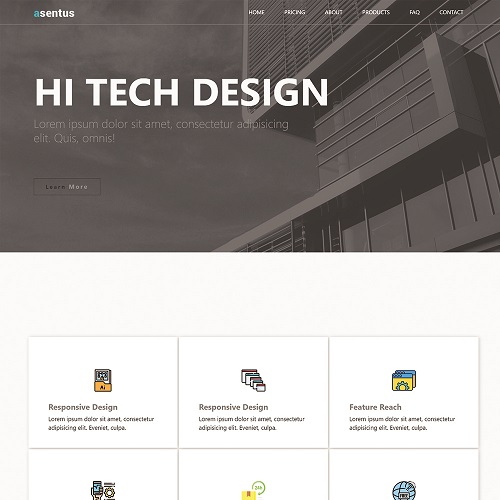 asentus
HOME PRICING ABOUT PRODUCTS FAQ CONTACT
HI TECH DESIGN
Lorem ipsum dolor sit amet, consectetur adipisicing
elit. Quis, omnis!
Learn More
Responsive Design
Lorem ipsum dolor sit amet, consectetur
adipisicing elit. Eveniet, culpa.
Responsive Design
Lorem ipsum dolor sit amet, consectetur
adipisicing elit. Eveniet, culpa.
Feature Reach
Lorem ipsum dolor sit amet, consectetur
adipisicing elit. Eveniet, culpa.
Ai
24h
FREE